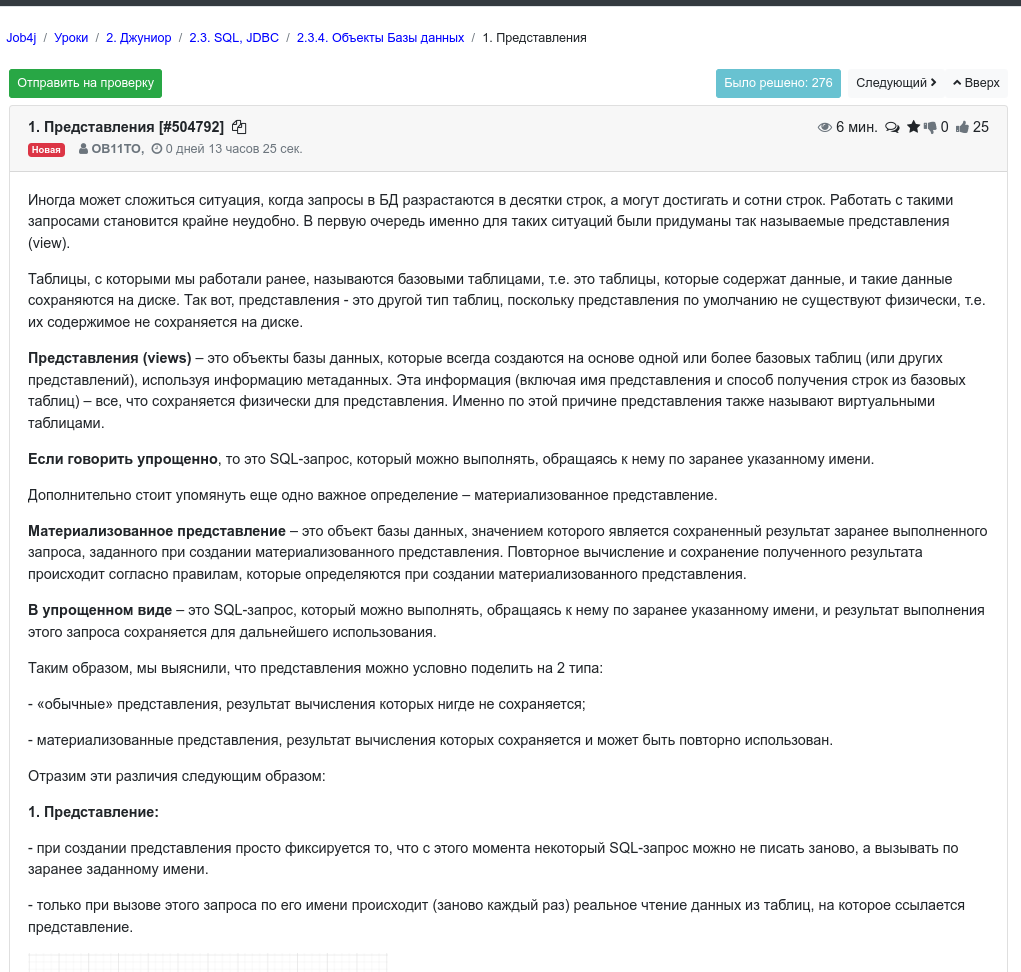 Job4j / Уроки / 2. Джуниор / 2.3. SQL, JDBC / 2.3.4. Объекты Базы данных / 1. Представления
Отправить на проверку
Было решено: 276
Следующий
Вверх
1. Представления [#504792]
6 мин.
0
25
Новая
OB11TO,
0 дней 13 часов 25 сек.
Иногда может сложиться ситуация, когда запросы в БД разрастаются в десятки строк, а могут достигать и сотни строк. Работать с такими
запросами становится крайне неудобно. В первую очередь именно для таких ситуаций были придуманы так называемые представления
(view).
Таблицы, с которыми мы работали ранее, называются базовыми таблицами, т.е. это таблицы, которые содержат данные, и такие данные
сохраняются на диске. Так вот, представления - это другой тип таблиц, поскольку представления по умолчанию не существуют физически, т.е.
их содержимое не сохраняется на диске.
Представления (views) – это объекты базы данных, которые всегда создаются на основе одной или более базовых таблиц (или других
представлений), используя информацию метаданных. Эта информация (включая имя представления и способ получения строк из базовых
таблиц) – все, что сохраняется физически для представления. Именно по этой причине представления также называют виртуальными
таблицами.
Если говорить упрощенно, то это SQL-запрос, который можно выполнять, обращаясь к нему по заранее указанному имени.
Дополнительно стоит упомянуть еще одно важное определение – материализованное представление.
Материализованное представление – это объект базы данных, значением которого является сохраненный результат заранее выполненного
запроса, заданного при создании материализованного представления. Повторное вычисление и сохранение полученного результата
происходит согласно правилам, которые определяются при создании материализованного представления.
В упрощенном виде – это SQL-запрос, который можно выполнять, обращаясь к нему по заранее указанному имени, и результат выполнения
этого запроса сохраняется для дальнейшего использования.
Таким образом, мы выяснили, что представления можно условно поделить на 2 типа:
- «обычные» представления, результат вычисления которых нигде не сохраняется;
- материализованные представления, результат вычисления которых сохраняется и может быть повторно использован.
Отразим эти различия следующим образом:
1. Представление:
- при создании представления просто фиксируется то, что с этого момента некоторый SQL-запрос можно не писать заново, а вызывать по
заранее заданному имени.
- только при вызове этого запроса по его имени происходит (заново каждый раз) реальное чтение данных из таблиц, на которое ссылается
представление.